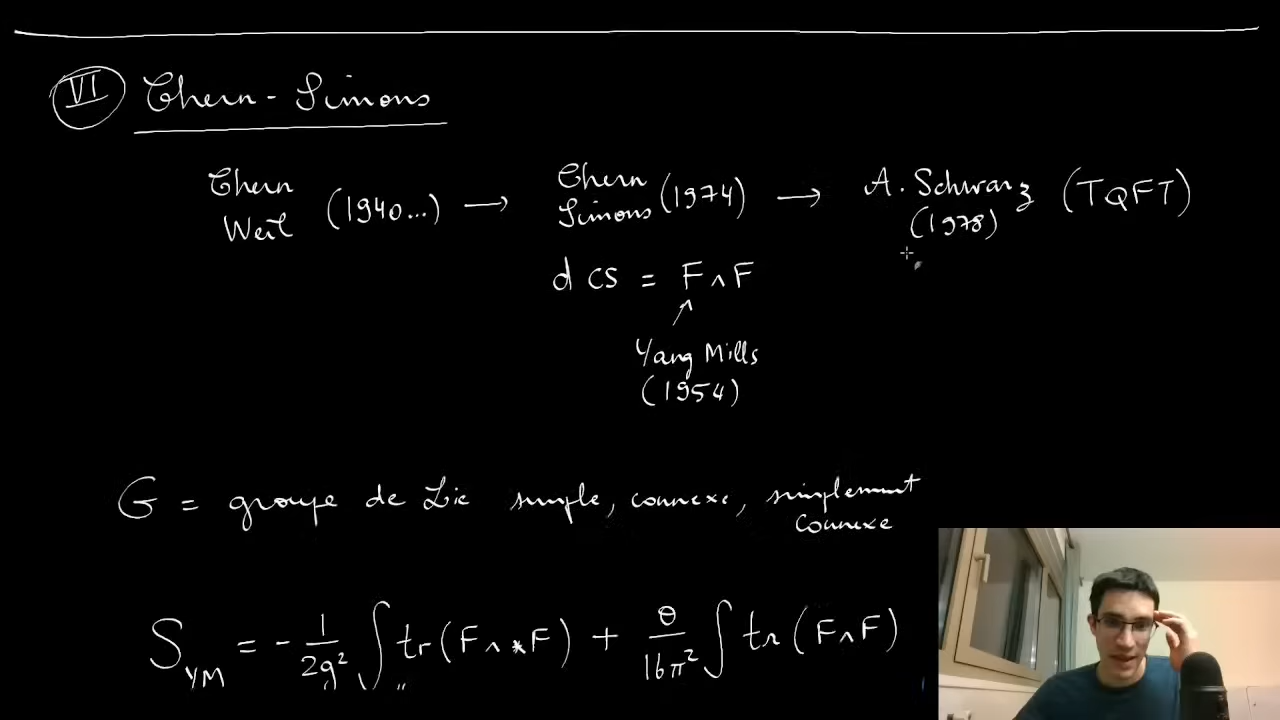 VI Chern - Simons
Chern Weil (1940...) → Chern Simons (1974) → A. Schwarz (1978) (TQFT)
d CS = F ∧ F
Yang Mills
(1954)
G = groupe de Lie simple, connexe, simplement connexe
S_YM = - 1/2g² ∫ tr (F ∧ *F) + θ/16π² ∫ tr (F ∧ F)